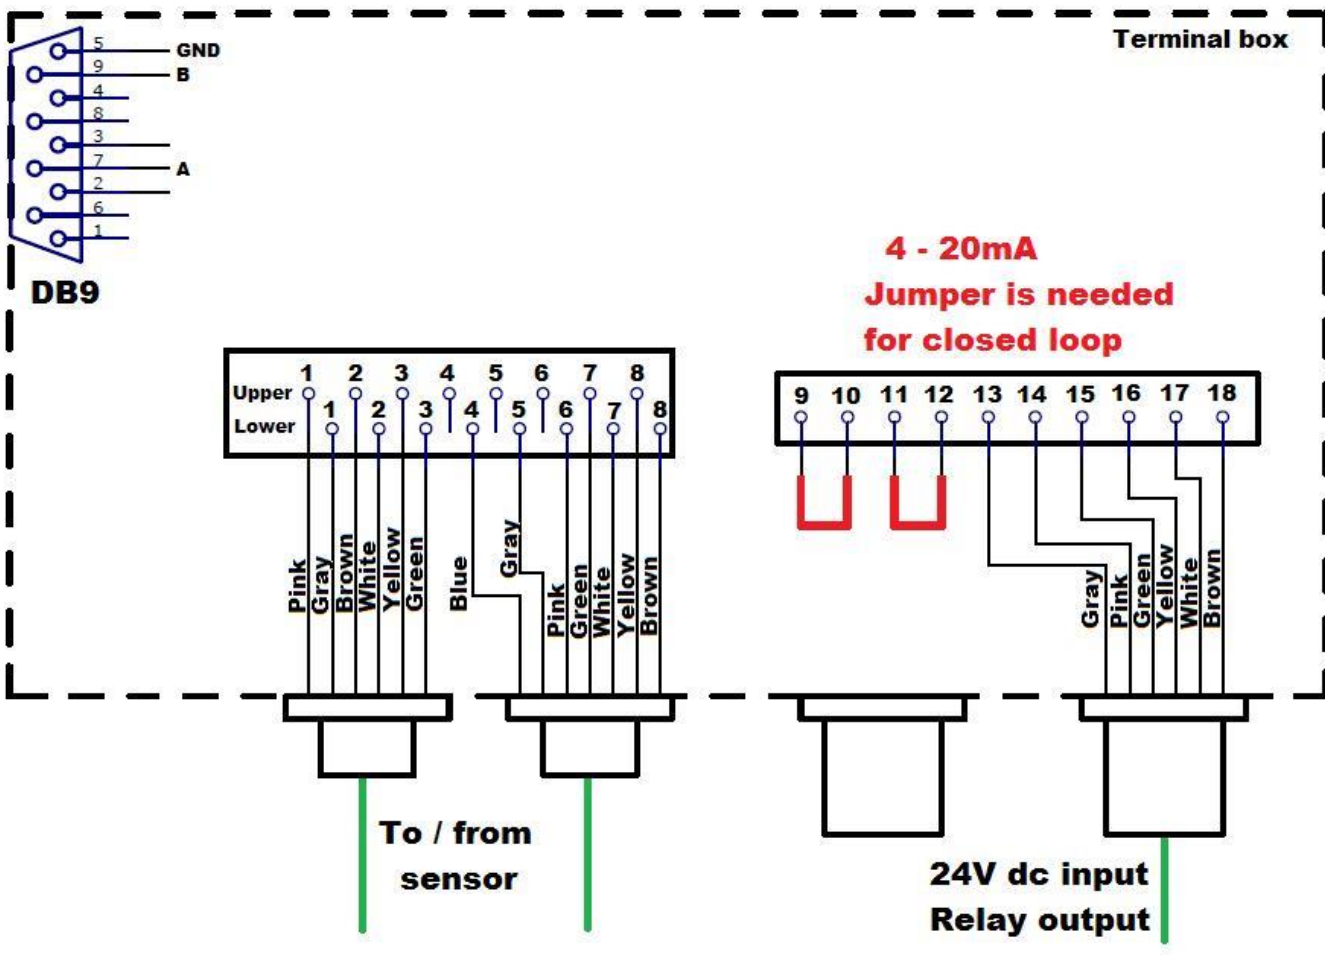 Terminal box
5 GND
9 B
4
8
3
7 A
2
6
1
DB9
4 - 20mA
Jumper is needed
for closed loop
1 2 3 4 5 6 7 8
Upper
1 2 3 4 5 6 7 8
Lower
9 10 11 12 13 14 15 16 17 18
Pink
Gray
Brown
White
Yellow
Green
Blue
Gray
Pink
Green
White
Yellow
Brown
Gray
Pink
Green
Yellow
White
Brown
To / from
sensor
24V dc input
Relay output